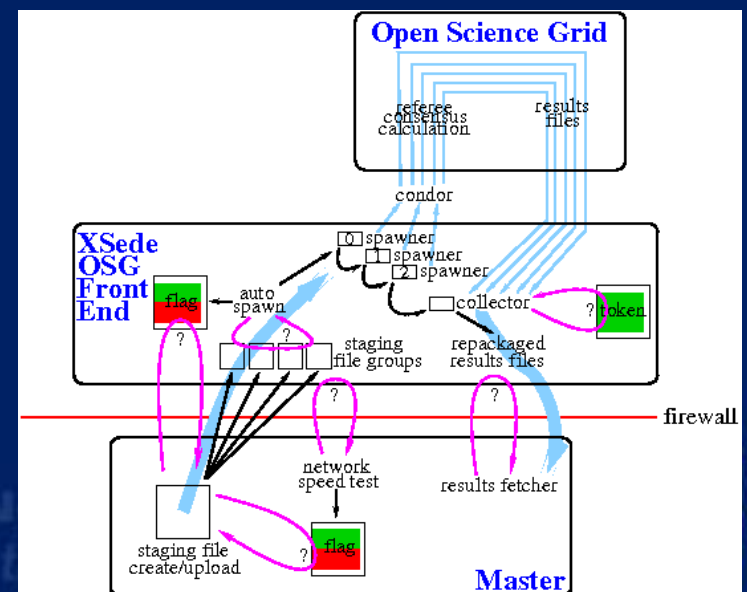 Open Science Grid
referee
consensus
calculation
results
files
condor
XSede
OSG
Front
End
0 spawner
1 spawner
2 spawner
flag
?
auto
spawn
?
collector
?
token
staging
file groups
repackaged
results files
?
?
firewall
network
speed test
results fetcher
staging file
create/upload
?
flag
Master